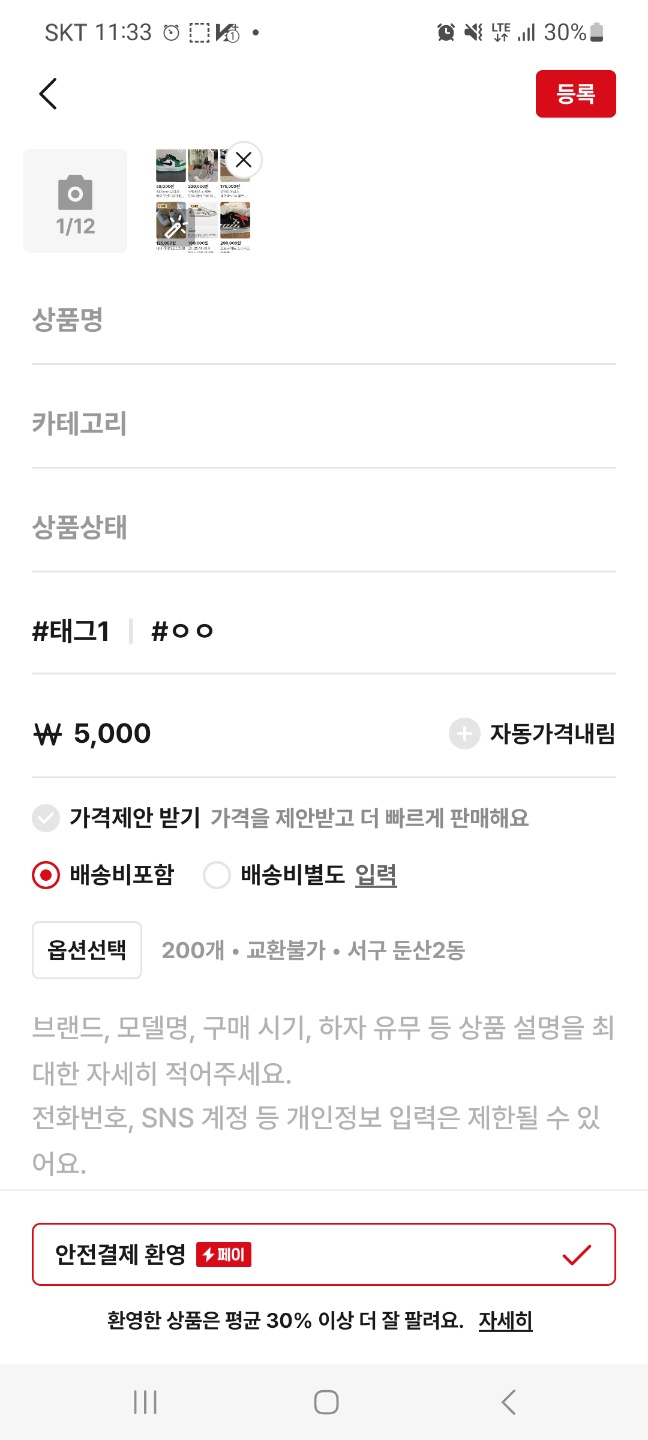 SKT 11:33
LTE 30%
등록
1/12
상품명
카테고리
상품상태
#태그1 | #ㅇㅇ
₩ 5,000 자동가격내림
가격제안 받기 가격을 제안받고 더 빠르게 판매해요
배송비포함 배송비별도 입력
옵션선택 200개 • 교환불가 • 서구 둔산2동
브랜드, 모델명, 구매 시기, 하자 유무 등 상품 설명을 최
대한 자세히 적어주세요.
전화번호, SNS 계정 등 개인정보 입력은 제한될 수 있
어요.
안전결제 환영 페이
환영한 상품은 평균 30% 이상 더 잘 팔려요. 자세히